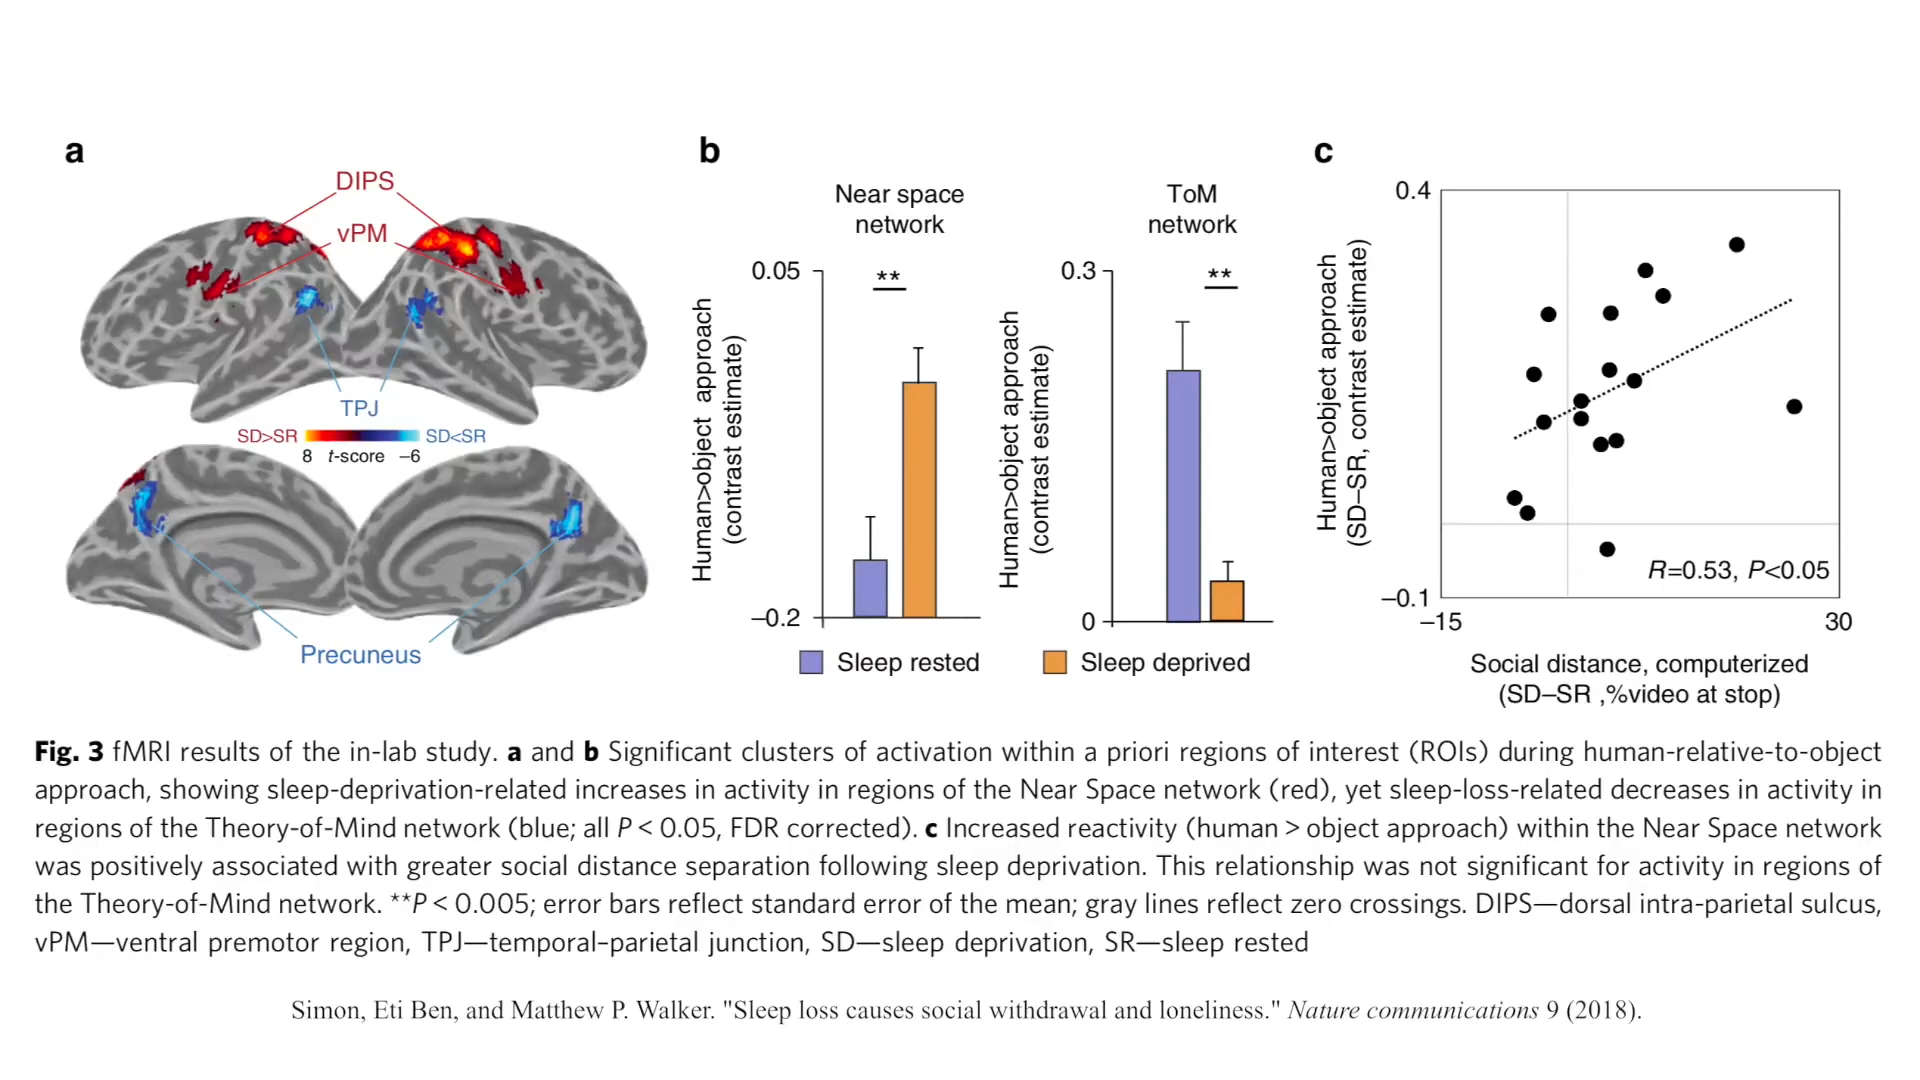 a
DIPS
vPM
TPJ
SD>SR SD<SR
8 t-score –6
Precuneus
b
Near space
network
Human>object approach
(contrast estimate)
0.05
**
–0.2
ToM
network
Human>object approach
(contrast estimate)
0.3
**
0
Sleep rested Sleep deprived
c
Human>object approach
(SD–SR, contrast estimate)
0.4
R=0.53, P<0.05
–0.1
–15 30
Social distance, computerized
(SD–SR ,%video at stop)
Fig. 3 fMRI results of the in-lab study. a and b Significant clusters of activation within a priori regions of interest (ROIs) during human-relative-to-object
approach, showing sleep-deprivation-related increases in activity in regions of the Near Space network (red), yet sleep-loss-related decreases in activity in
regions of the Theory-of-Mind network (blue; all P < 0.05, FDR corrected). c Increased reactivity (human > object approach) within the Near Space network
was positively associated with greater social distance separation following sleep deprivation. This relationship was not significant for activity in regions of
the Theory-of-Mind network. **P < 0.005; error bars reflect standard error of the mean; gray lines reflect zero crossings. DIPS—dorsal intra-parietal sulcus,
vPM—ventral premotor region, TPJ—temporal-parietal junction, SD—sleep deprivation, SR—sleep rested
Simon, Eti Ben, and Matthew P. Walker. "Sleep loss causes social withdrawal and loneliness." Nature communications 9 (2018).